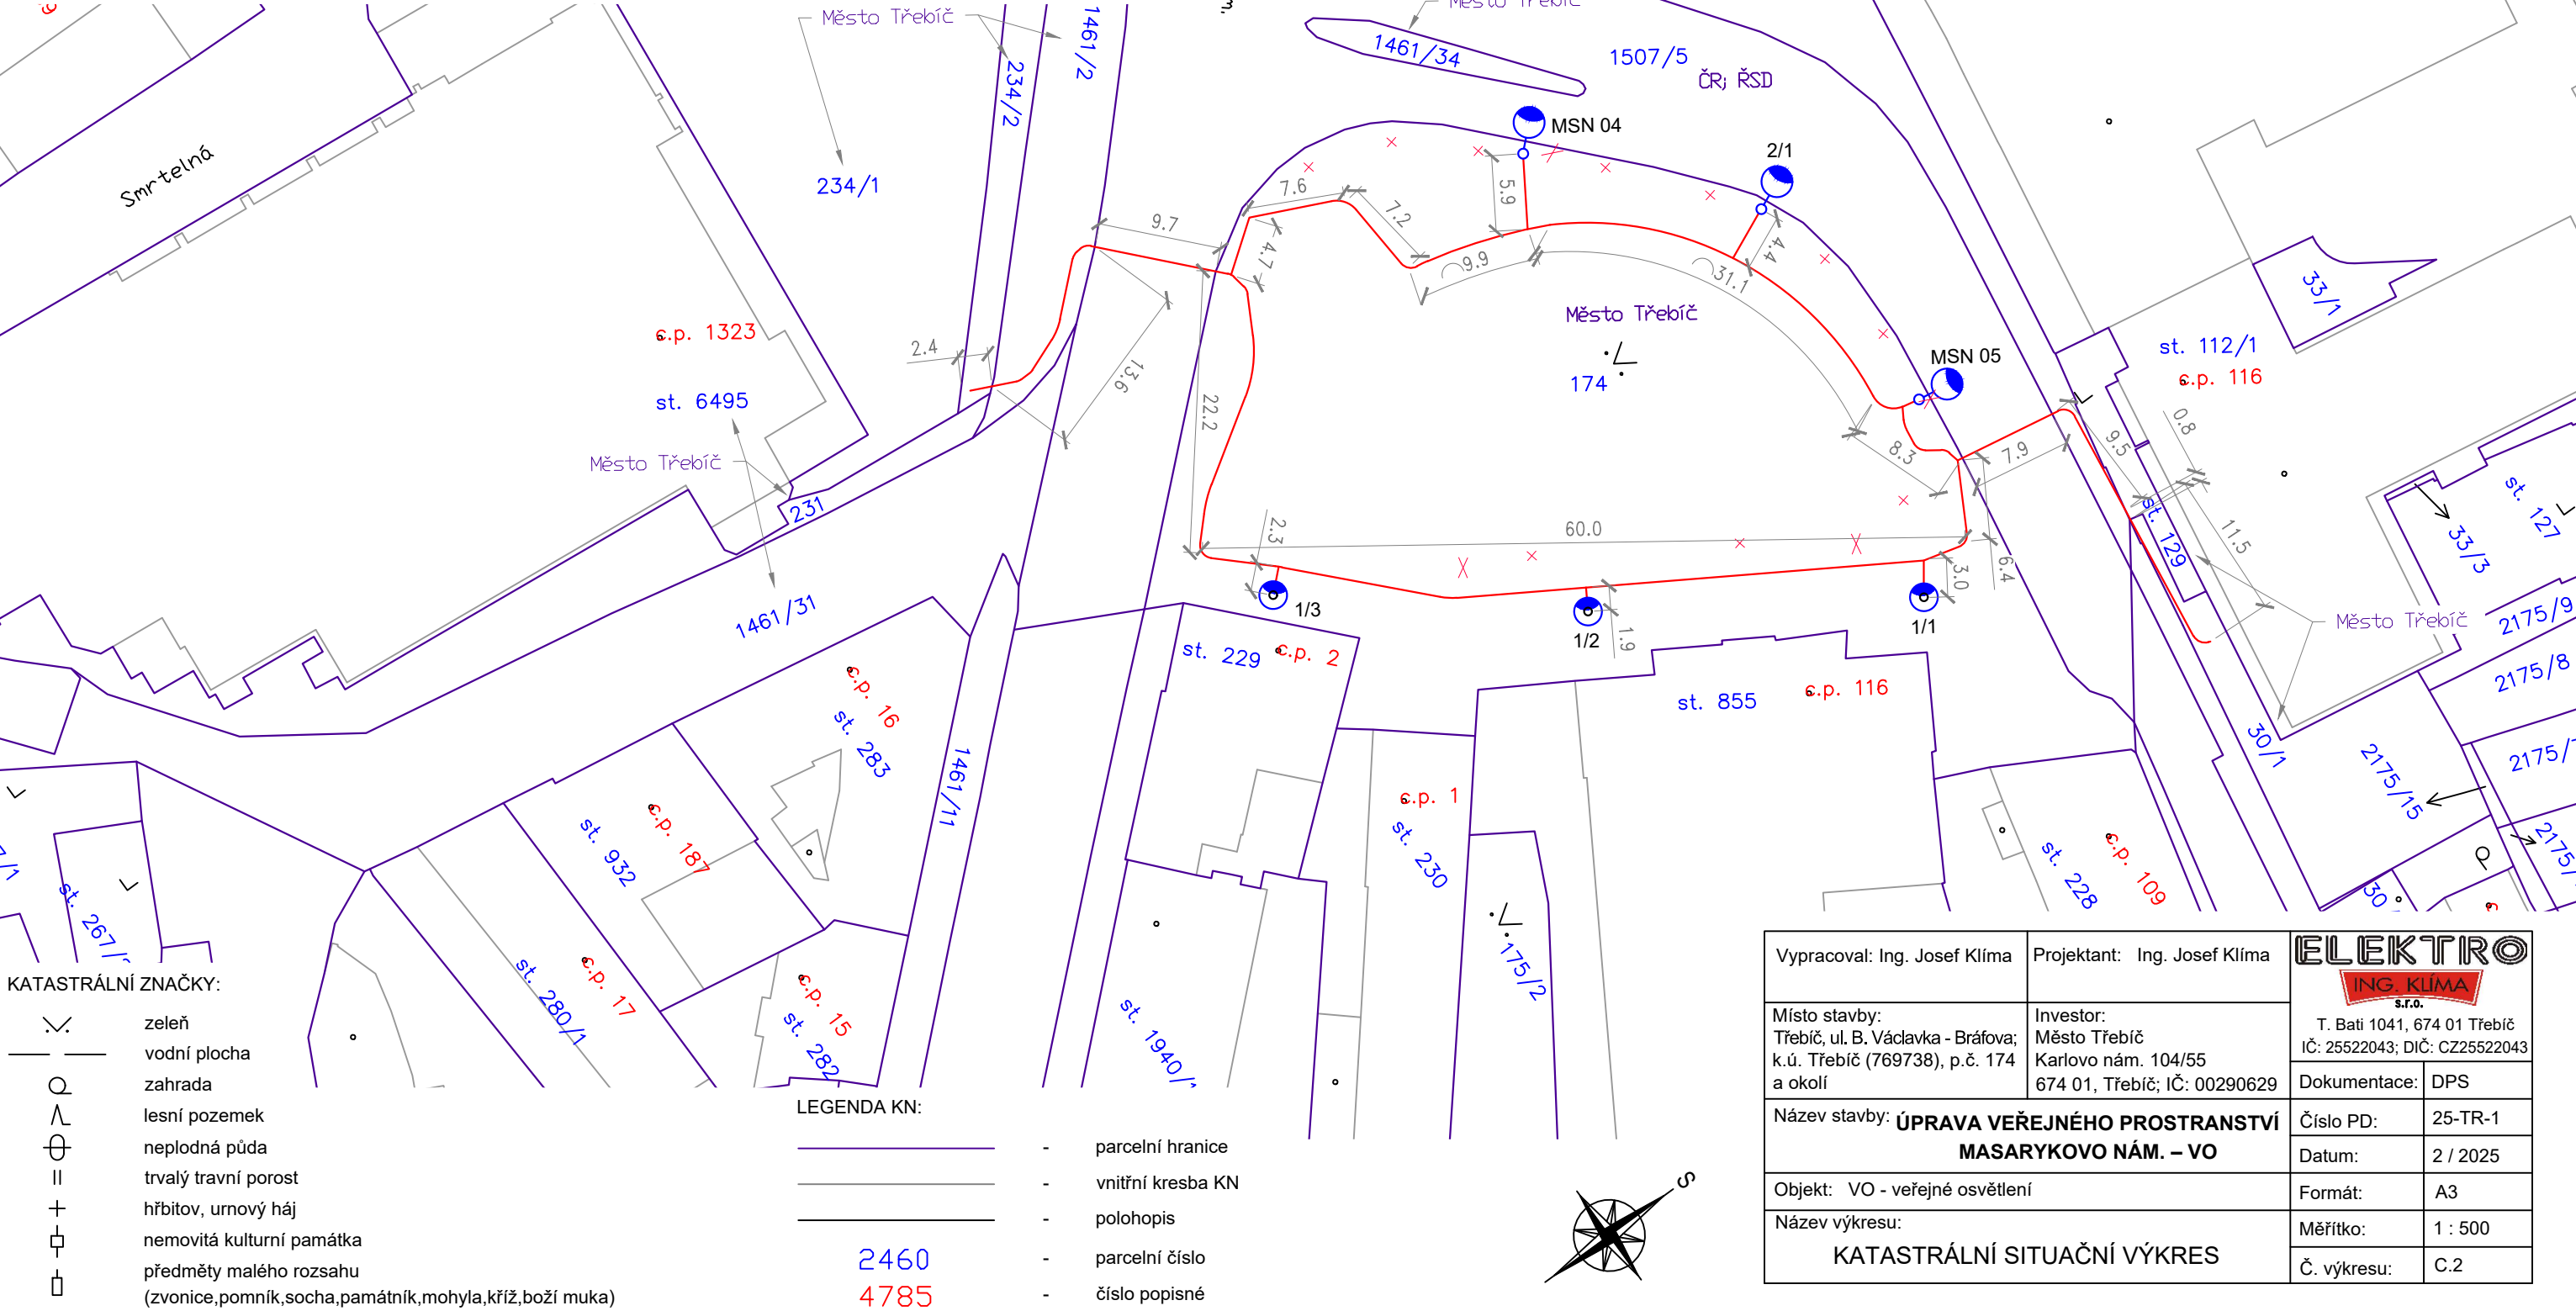 Město Třebíč
1461/2
234/2
1461/34
1507/5
ČR; ŘSD
Smrtelná
234/1
MSN 04
2/1
MSN 05
7.6
7.2
5.9
4.4
9.7
4.7
9.9
31.1
33/1
Město Třebíč
174
č.p. 1323
st. 6495
2.4
13.6
22.2
8.3
7.9
9.5
0.8
11.5
st. 112/1
č.p. 116
Město Třebíč
231
2.3
60.0
6.4
3.0
1.9
st. 129
st. 127
33/3
1/3
1/2
1/1
Město Třebíč
2175/9
2175/8
1461/31
st. 229
č.p. 2
č.p. 16
st. 283
st. 855
č.p. 116
30/1
2175/15
1461/11
č.p. 1
st. 230
č.p. 187
st. 932
st. 228
č.p. 109
30
st. 267/
č.p. 17
st. 280/1
č.p. 15
st. 282
st. 1940/
175/2
KATASTRÁLNÍ ZNAČKY:
zeleň
vodní plocha
zahrada
lesní pozemek
neplodná půda
trvalý travní porost
hřbitov, urnový háj
nemovitá kulturní památka
předměty malého rozsahu
(zvonice,pomník,socha,památník,mohyla,kříž,boží muka)
LEGENDA KN:
- parcelní hranice
- vnitřní kresba KN
- polohopis
2460 - parcelní číslo
4785 - číslo popisné
S
Vypracoval: Ing. Josef Klíma
Projektant: Ing. Josef Klíma
ELEKTRO
ING. KLÍMA
s.r.o.
T. Bati 1041, 674 01 Třebíč
IČ: 25522043; DIČ: CZ25522043
Místo stavby:
Třebíč, ul. B. Václavka - Bráfova;
k.ú. Třebíč (769738), p.č. 174
a okolí
Investor:
Město Třebíč
Karlovo nám. 104/55
674 01, Třebíč; IČ: 00290629
Název stavby: ÚPRAVA VEŘEJNÉHO PROSTRANSTVÍ
MASARYKOVO NÁM. – VO
Objekt: VO - veřejné osvětlení
Název výkresu:
KATASTRÁLNÍ SITUAČNÍ VÝKRES
Dokumentace: DPS
Číslo PD: 25-TR-1
Datum: 2 / 2025
Formát: A3
Měřítko: 1 : 500
Č. výkresu: C.2